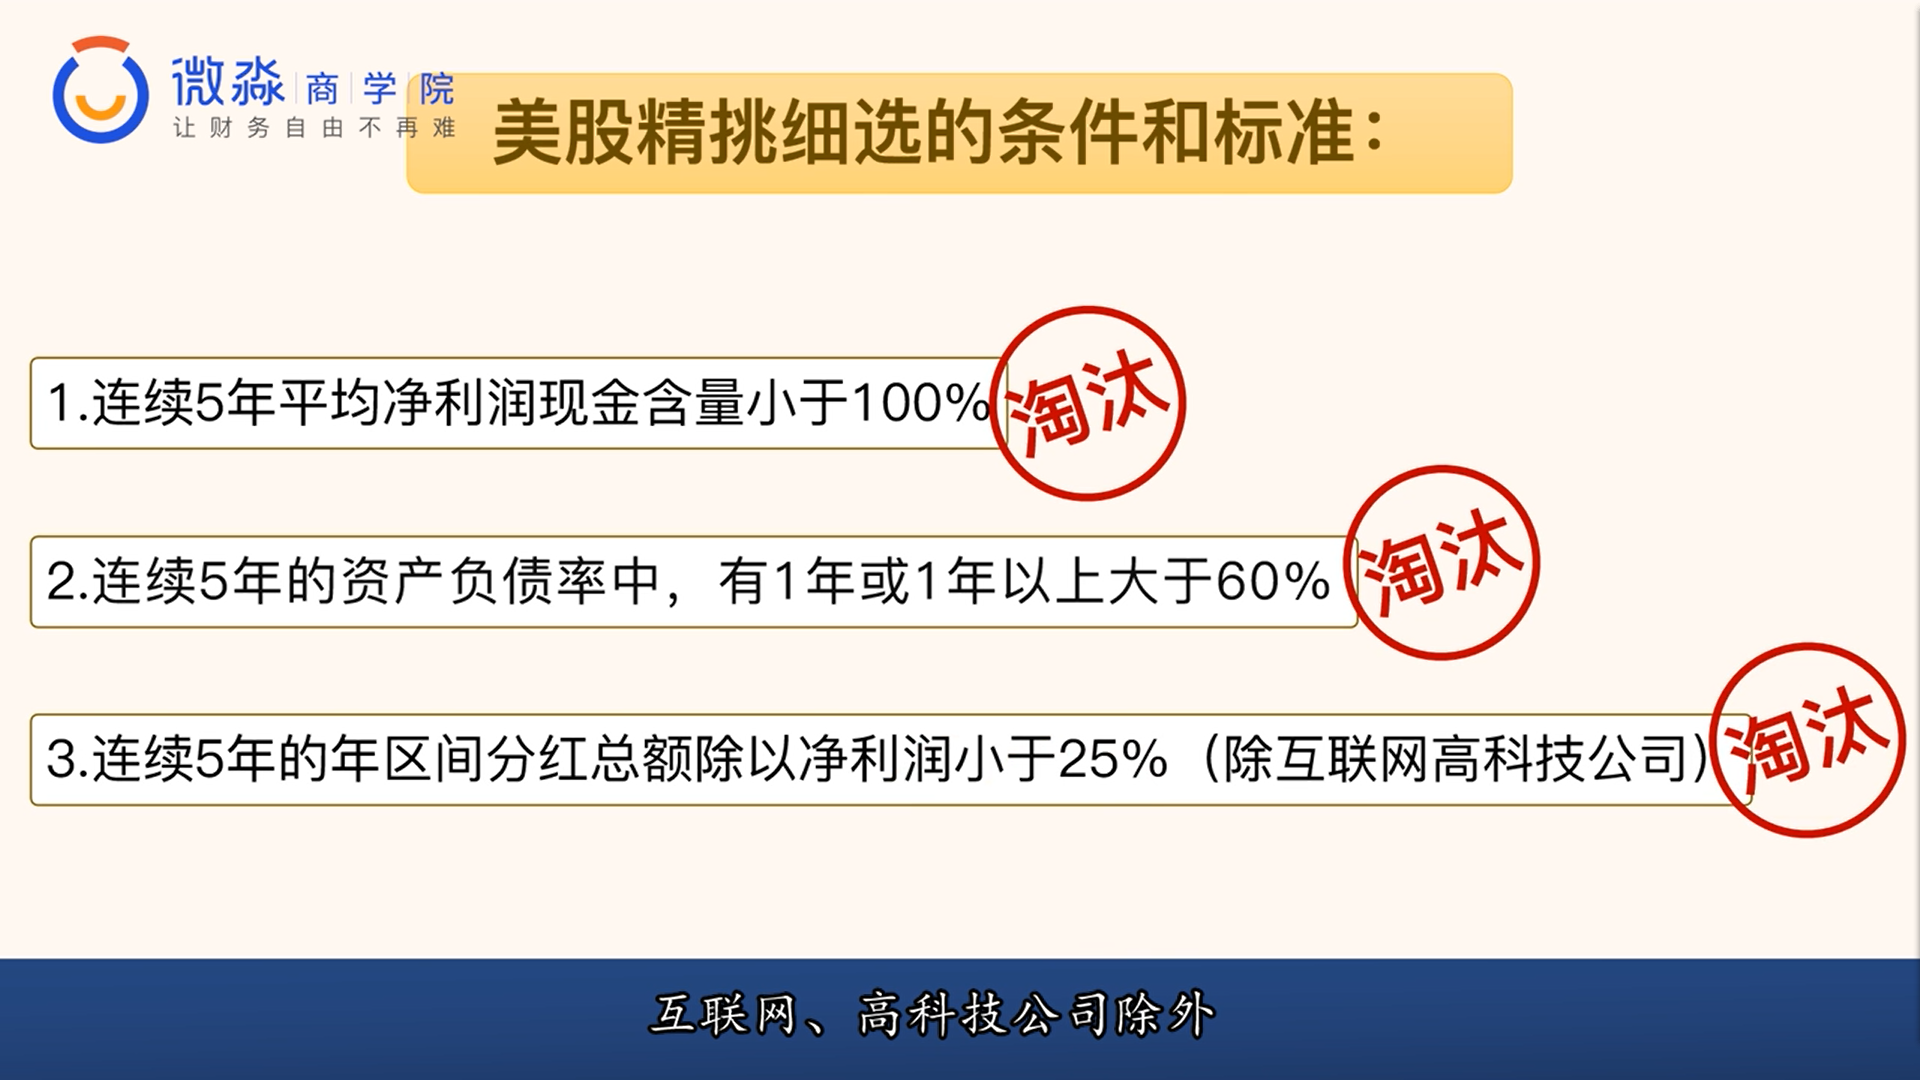 微淼商学院
让财务自由不再难
美股精挑细选的条件和标准：
1.连续5年平均净利润现金含量小于100%
淘汰
2.连续5年的资产负债率中，有1年或1年以上大于60%
淘汰
3.连续5年的年区间分红总额除以净利润小于25%（除互联网高科技公司）
淘汰
互联网、高科技公司除外